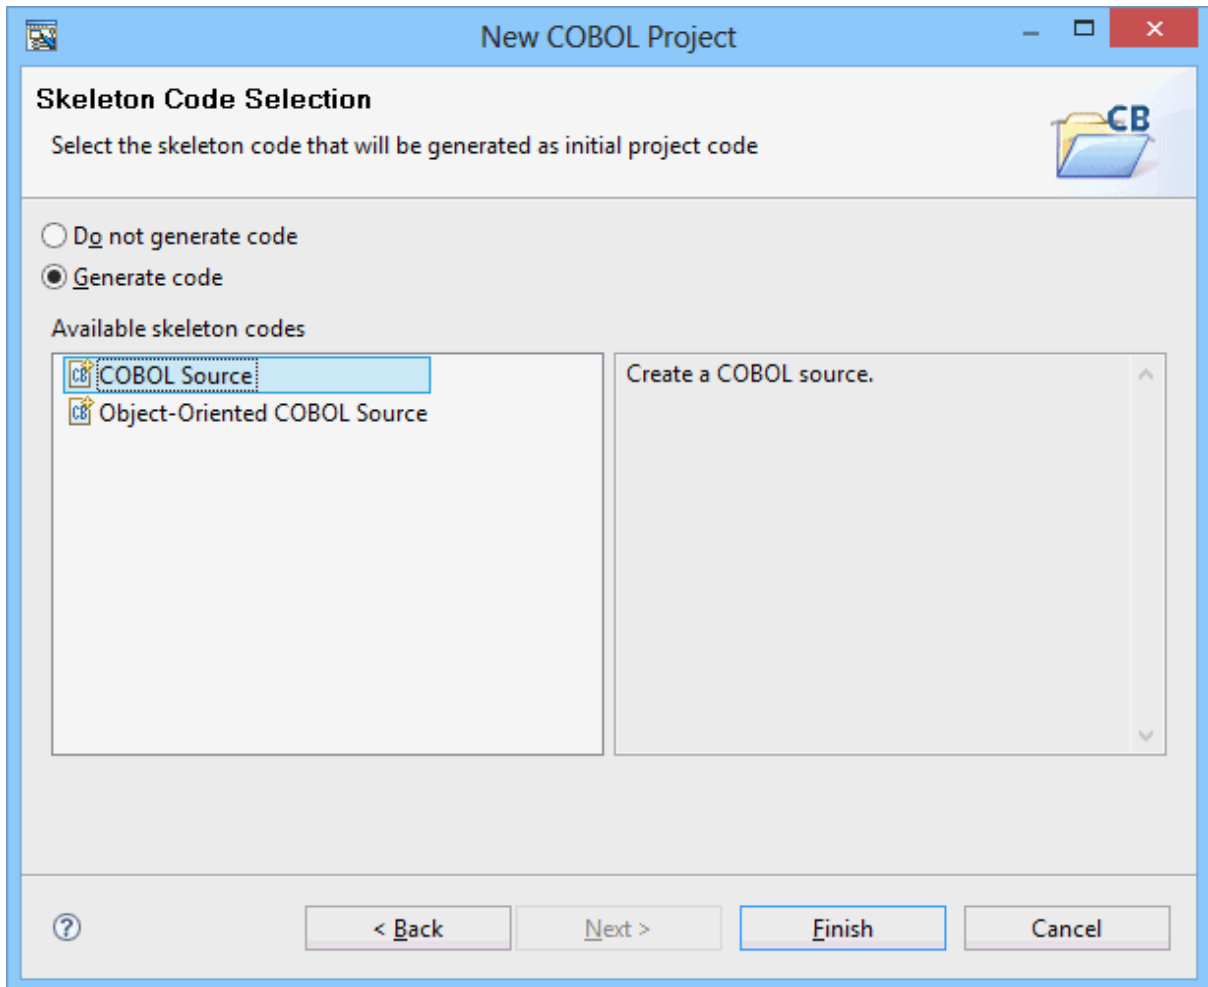 New COBOL Project
Skeleton Code Selection
Select the skeleton code that will be generated as initial project code
CB
Do not generate code
Generate code
Available skeleton codes
COBOL Source
Object-Oriented COBOL Source
Create a COBOL source.
< Back
Next >
Finish
Cancel